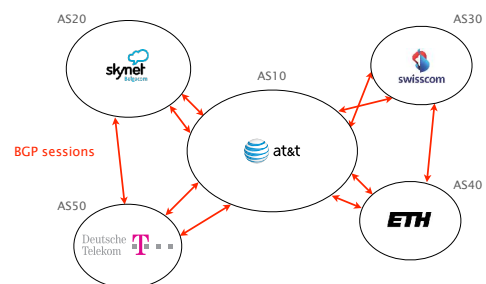 AS20
AS30
AS10
skynet
Belgacom
swisscom
at&t
BGP sessions
AS40
AS50
ETH
Deutsche
Telekom T